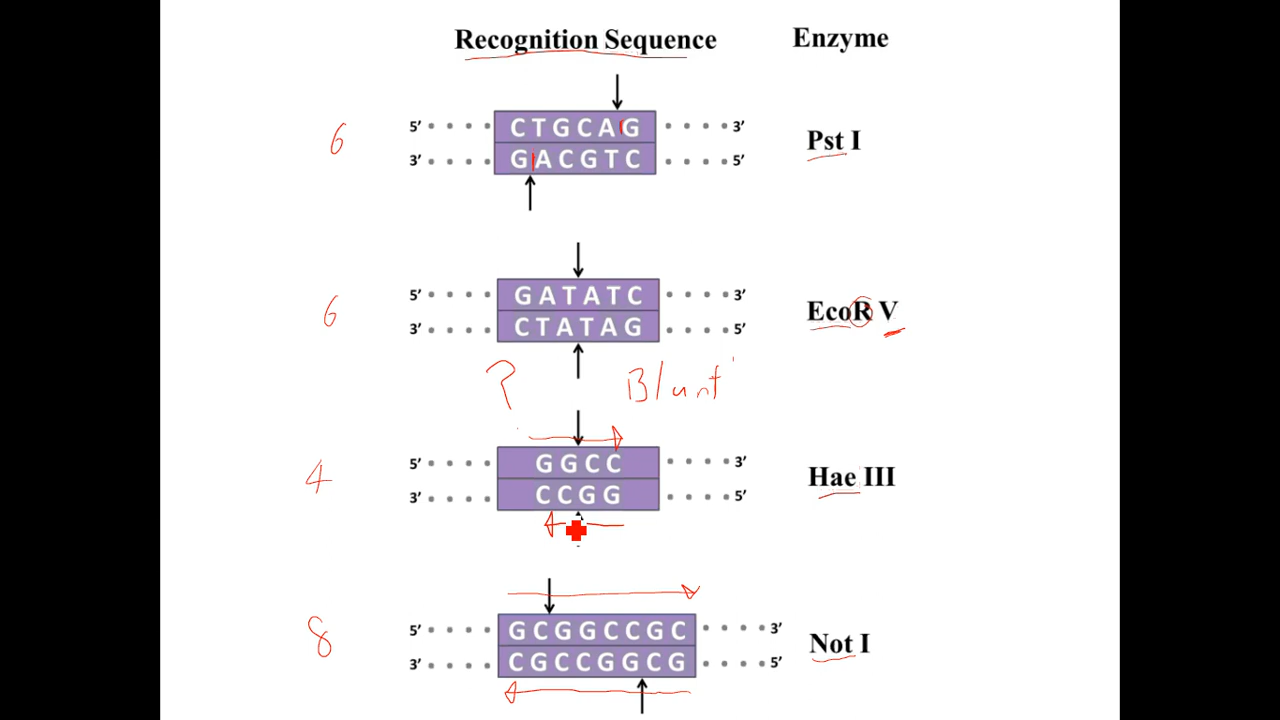 Recognition Sequence Enzyme
6 5’ CTGCAG 3’ Pst I
3’ GACGTC 5’
6 5’ GATATC 3’ EcoR V
3’ CTATAG 5’
? Blunt
4 5’ GGCC 3’ Hae III
3’ CCGG 5’
8 5’ GCGGCCGC 3’ Not I
3’ CGCCGGCG 5’